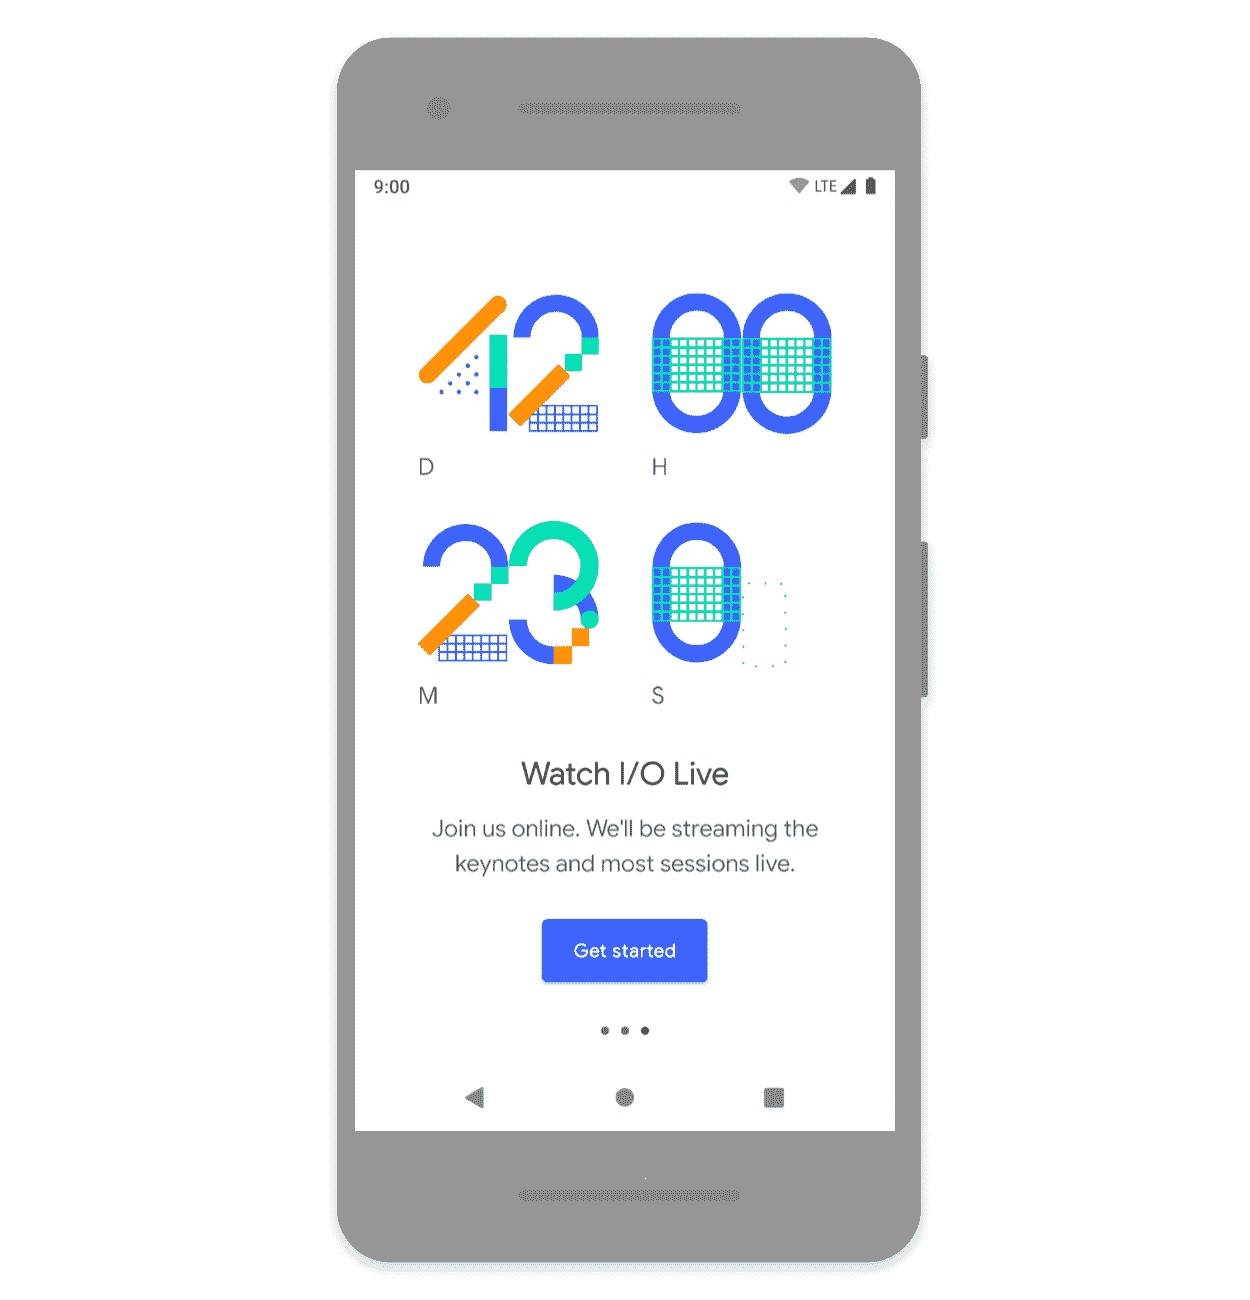 9:00 LTE
42 00
D H
23 0
M S
Watch I/O Live
Join us online. We'll be streaming the
keynotes and most sessions live.
Get started